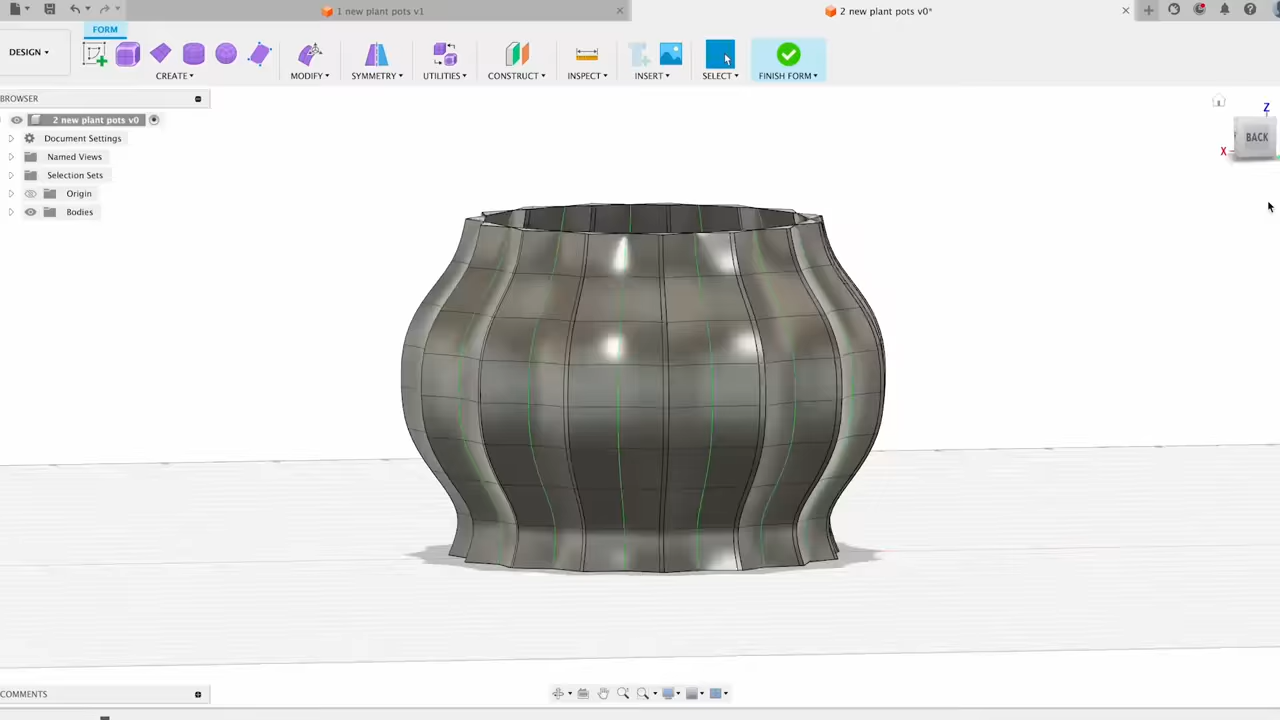 1 new plant pots v1
2 new plant pots v0*
FORM
DESIGN
CREATE
MODIFY
SYMMETRY
UTILITIES
CONSTRUCT
INSPECT
INSERT
SELECT
FINISH FORM
BROWSER
2 new plant pots v0
Document Settings
Named Views
Selection Sets
Origin
Bodies
Z
BACK
X
COMMENTS